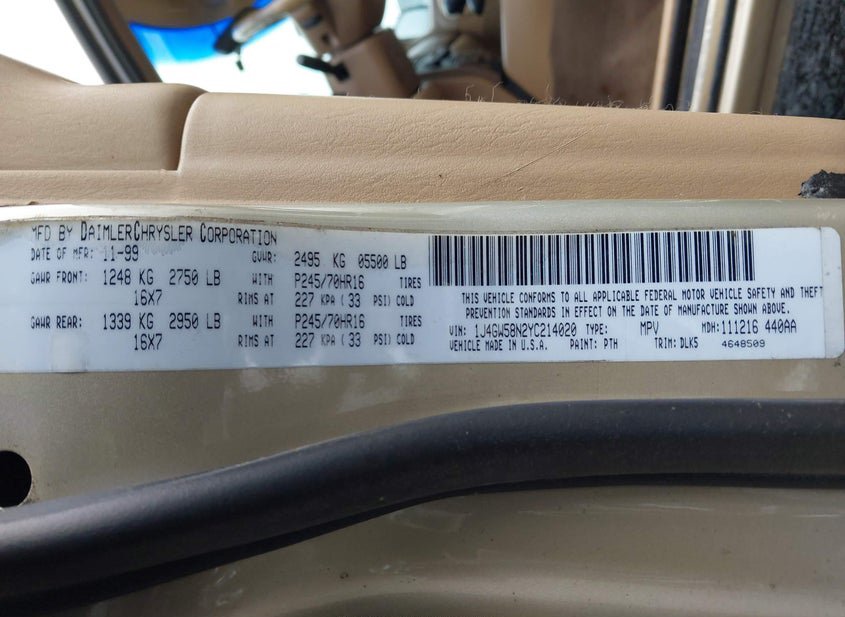 MFD BY DAIMLERCHRYSLER CORPORATION
DATE OF MFR: 11-99 GVWR: 2495 KG 05500 LB
GAWR FRONT: 1248 KG 2750 LB WITH P245/70HR16 TIRES
16X7 RIMS AT 227 KPA ( 33 PSI) COLD
GAWR REAR: 1339 KG 2950 LB WITH P245/70HR16 TIRES
16X7 RIMS AT 227 KPA ( 33 PSI) COLD
THIS VEHICLE CONFORMS TO ALL APPLICABLE FEDERAL MOTOR VEHICLE SAFETY AND THEFT
PREVENTION STANDARDS IN EFFECT ON THE DATE OF MANUFACTURE SHOWN ABOVE.
VIN: 1J4GW58N2YC214020 TYPE: MPV MDH: 111216 440AA
VEHICLE MADE IN U.S.A. PAINT: PTH TRIM: DLK5 4648509